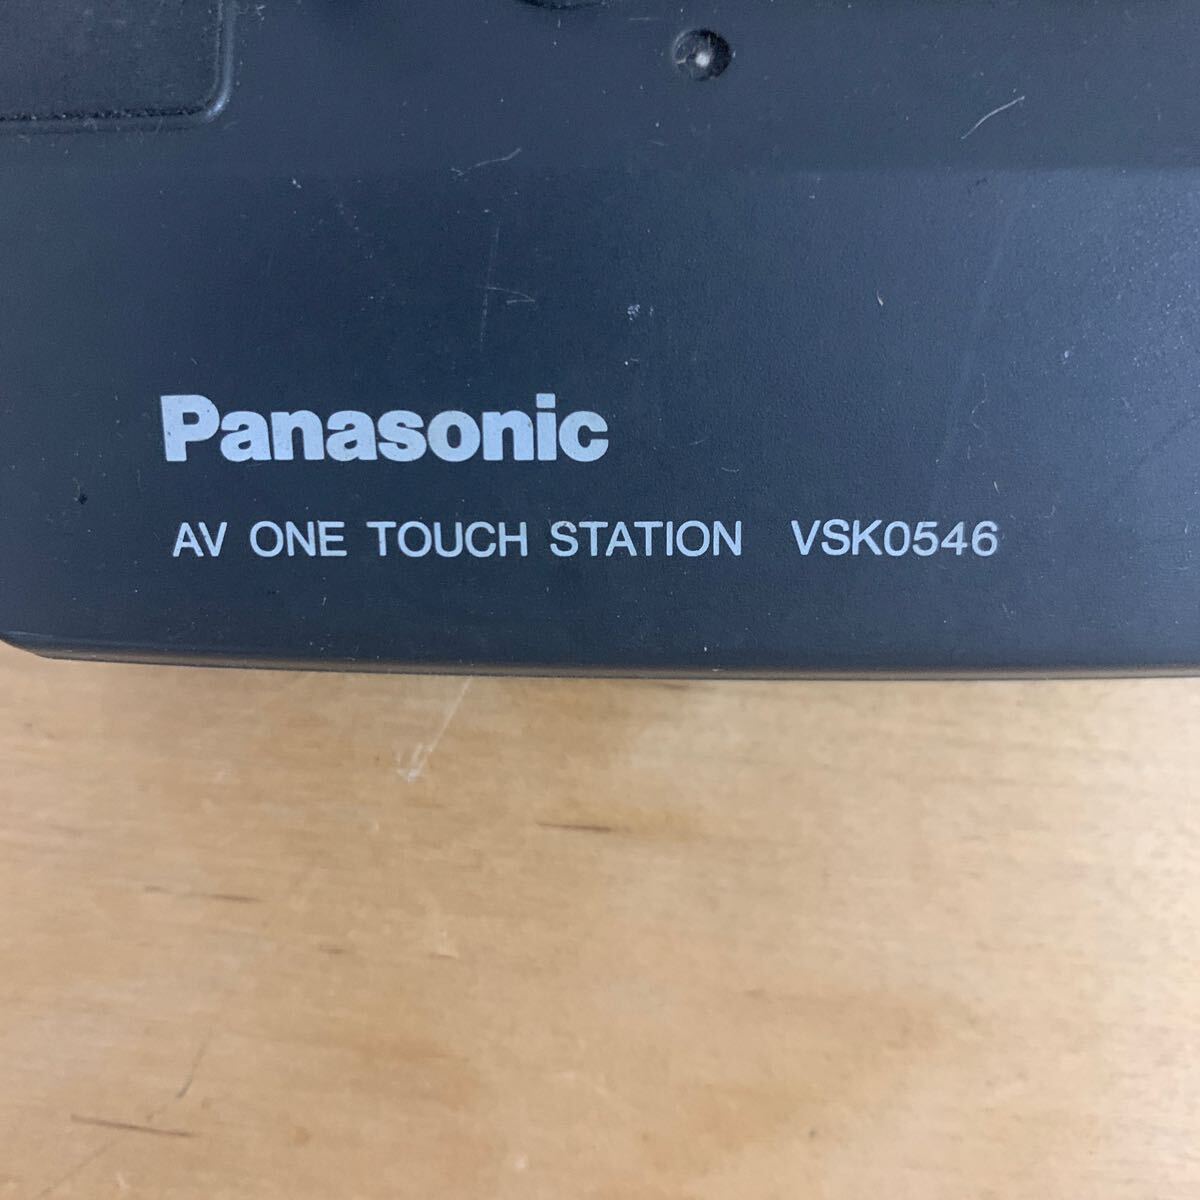 Panasonic
AV ONE TOUCH STATION VSK0546